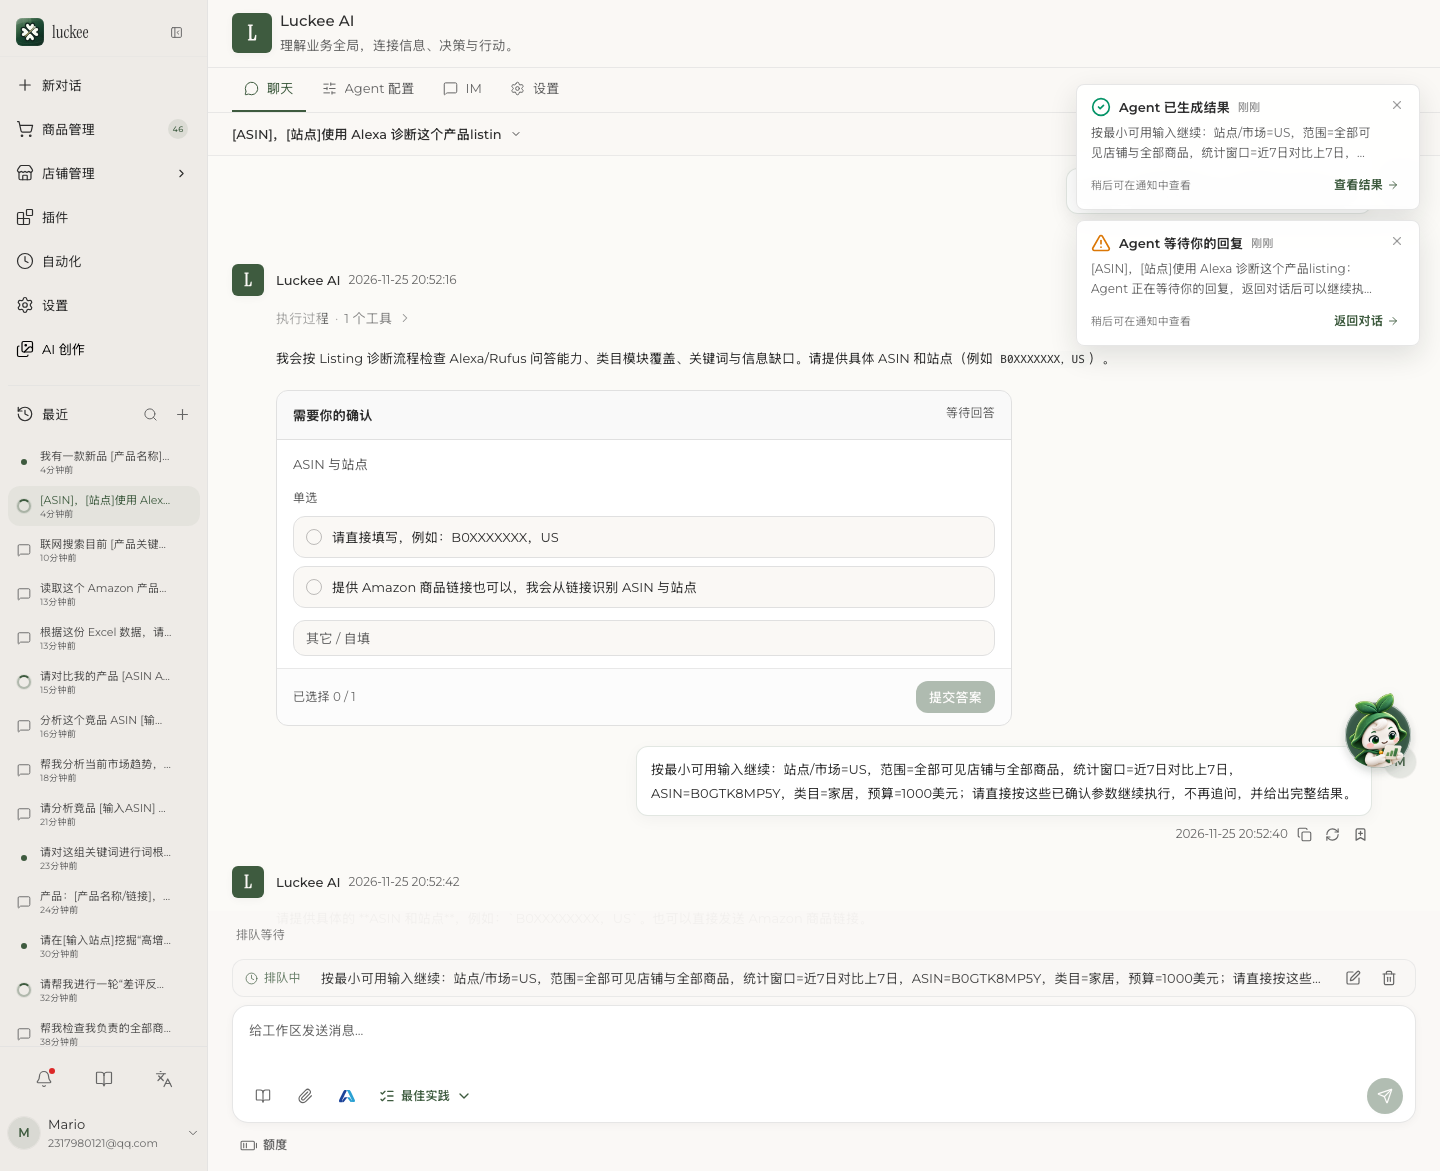 luckee
新对话
商品管理
46
店铺管理
插件
自动化
设置
AI 创作
最近
我有一款新品 [产品名称]...
4分钟前
[ASIN]，[站点]使用 Alex...
4分钟前
联网搜索目前 [产品关键...
10分钟前
读取这个 Amazon 产品...
13分钟前
根据这份 Excel 数据，请...
13分钟前
请对比我的产品 [ASIN A...
15分钟前
分析这个竟品 ASIN [输...
16分钟前
帮我分析当前市场趋势，...
18分钟前
请分析竟品 [输入ASIN] ...
21分钟前
请对这组关键词进行词根...
23分钟前
产品：[产品名称/链接]，...
24分钟前
请在[输入站点]挖掘“高增...
30分钟前
请帮我进行一轮“差评反...
32分钟前
帮我检查我负责的全部商...
38分钟前
M
Mario
2317980121@qq.com
L
Luckee AI
理解业务全局，连接信息、决策与行动。
聊天
Agent 配置
IM
设置
[ASIN]，[站点]使用 Alexa 诊断这个产品listin
Agent 已生成结果 刚刚
按最小可用输入继续：站点/市场=US，范围=全部可
见店铺与全部商品，统计窗口=近7日对比上7日，...
稍后可在通知中查看
查看结果
Agent 等待你的回复 刚刚
[ASIN]，[站点]使用 Alexa 诊断这个产品listing：
Agent 正在等待你的回复，返回对话后可以继续执...
稍后可在通知中查看
返回对话
L
Luckee AI 2026-11-25 20:52:16
执行过程 · 1 个工具
我会按 Listing 诊断流程检查 Alexa/Rufus 问答能力、类目模块覆盖、关键词与信息缺口。请提供具体 ASIN 和站点（例如 B0XXXXXXX, US）。
需要你的确认
等待回答
ASIN 与站点
单选
请直接填写，例如：B0XXXXXXX，US
提供 Amazon 商品链接也可以，我会从链接识别 ASIN 与站点
其它 / 自填
已选择 0 / 1
提交答案
M
按最小可用输入继续：站点/市场=US，范围=全部可见店铺与全部商品，统计窗口=近7日对比上7日，
ASIN=B0GTK8MP5Y，类目=家居，预算=1000美元；请直接按这些已确认参数继续执行，不再追问，并给出完整结果。
2026-11-25 20:52:40
L
Luckee AI 2026-11-25 20:52:42
排队等待
排队中
按最小可用输入继续：站点/市场=US，范围=全部可见店铺与全部商品，统计窗口=近7日对比上7日，ASIN=B0GTK8MP5Y，类目=家居，预算=1000美元；请直接按这些...
给工作区发送消息...
最佳实践
额度